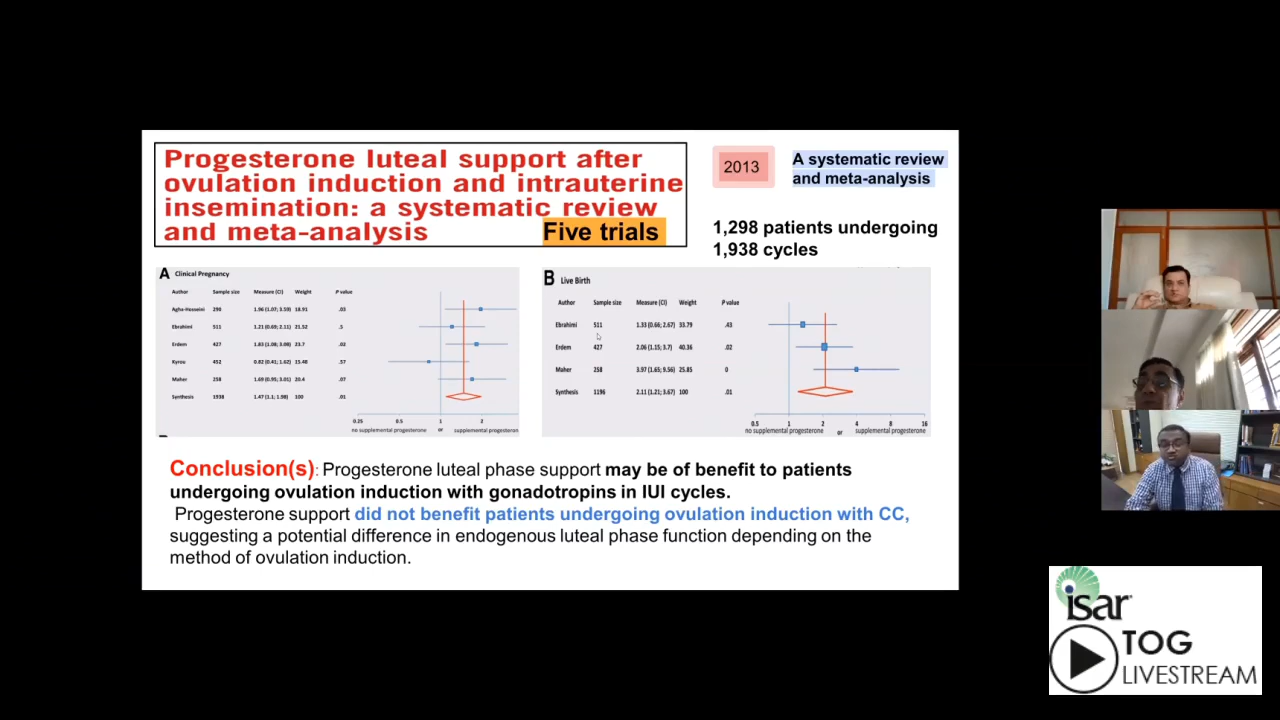 Progesterone luteal support after
ovulation induction and intrauterine
insemination: a systematic review
and meta-analysis
Five trials
2013
A systematic review
and meta-analysis
1,298 patients undergoing
1,938 cycles
A Clinical Pregnancy
Author Sample size Measure (CI) Weight P value
Agha-Hosseini 290 1.96 (1.07; 3.59) 18.91 .03
Ebrahimi 511 1.21 (0.69; 2.11) 21.52 .5
Erdem 427 1.83 (1.08; 3.08) 23.7 .02
Kyrou 452 0.82 (0.41; 1.62) 15.48 .57
Maher 258 1.69 (0.95; 3.01) 20.4 .07
Synthesis 1938 1.47 (1.1; 1.98) 100 .01
0.25 0.5 1 2
no supplemental progesterone or supplemental progesteron
B Live Birth
Author Sample size Measure (CI) Weight P value
Ebrahimi 511 1.33 (0.66; 2.67) 33.79 .43
Erdem 427 2.06 (1.15; 3.7) 40.36 .02
Maher 258 3.97 (1.65; 9.56) 25.85 0
Synthesis 1196 2.11 (1.21; 3.67) 100 .01
0.5 1 2 4 8 16
no supplemental progesterone or supplemental progesterone
Conclusion(s): Progesterone luteal phase support may be of benefit to patients
undergoing ovulation induction with gonadotropins in IUI cycles.
Progesterone support did not benefit patients undergoing ovulation induction with CC,
suggesting a potential difference in endogenous luteal phase function depending on the
method of ovulation induction.
isar
TOG
LIVESTREAM